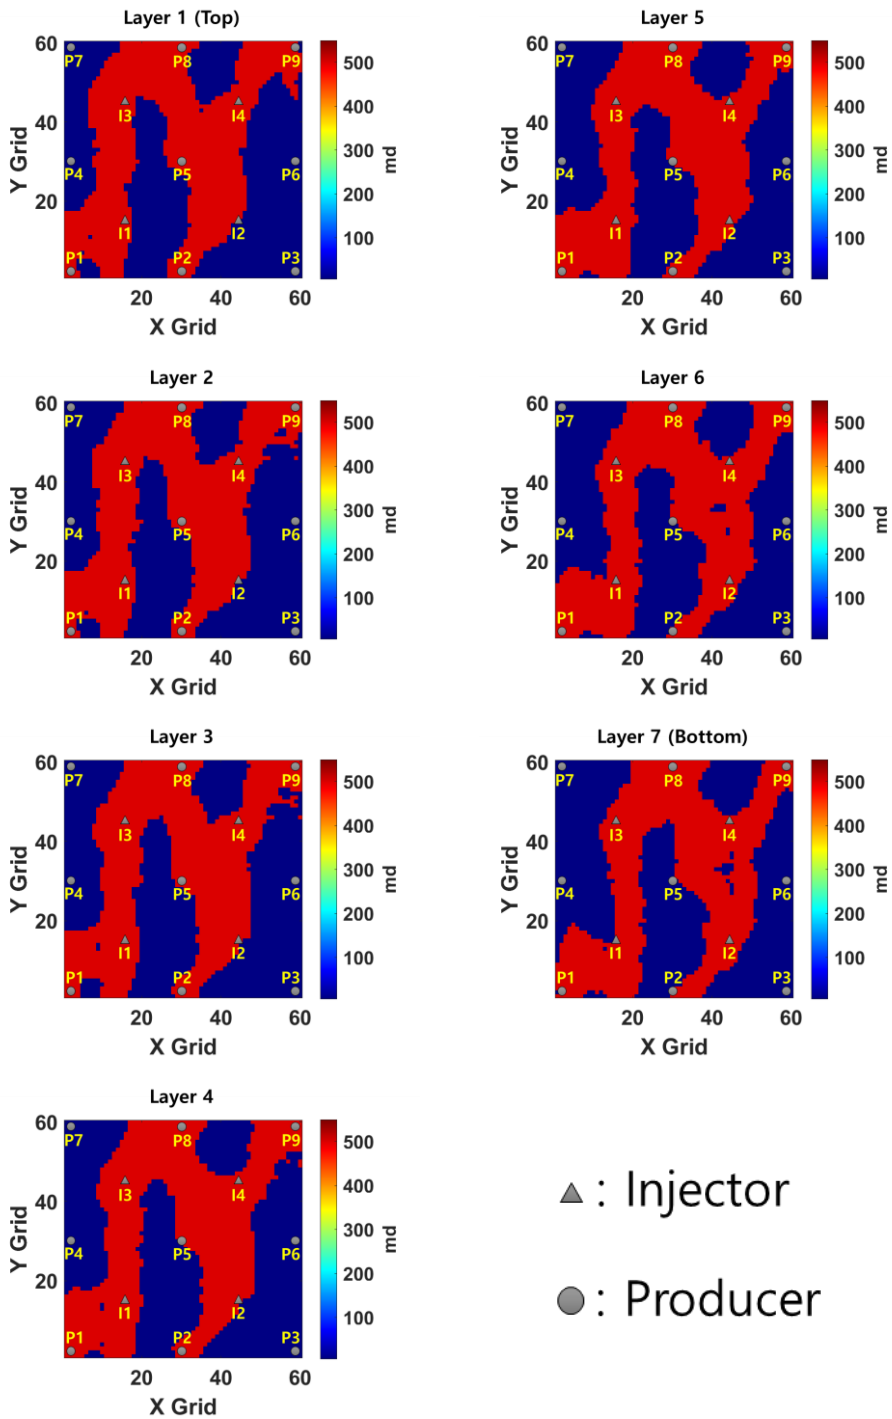 Layer 1 (Top)
60
40
20
Y Grid
P7
P8
P9
I3
I4
P4
P5
P6
I1
I2
P1
P2
P3
20
40
60
X Grid
500
400
300
200
100
md
Layer 5
60
40
20
Y Grid
P7
P8
P9
I3
I4
P4
P5
P6
I1
I2
P1
P2
P3
20
40
60
X Grid
500
400
300
200
100
md
Layer 2
60
40
20
Y Grid
P7
P8
P9
I3
I4
P4
P5
P6
I1
I2
P1
P2
P3
20
40
60
X Grid
500
400
300
200
100
md
Layer 6
60
40
20
Y Grid
P7
P8
P9
I3
I4
P4
P5
P6
I1
I2
P1
P2
P3
20
40
60
X Grid
500
400
300
200
100
md
Layer 3
60
40
20
Y Grid
P7
P8
P9
I3
I4
P4
P5
P6
I1
I2
P1
P2
P3
20
40
60
X Grid
500
400
300
200
100
md
Layer 7 (Bottom)
60
40
20
Y Grid
P7
P8
P9
I3
I4
P4
P5
P6
I1
I2
P1
P2
P3
20
40
60
X Grid
500
400
300
200
100
md
Layer 4
60
40
20
Y Grid
P7
P8
P9
I3
I4
P4
P5
P6
I1
I2
P1
P2
P3
20
40
60
X Grid
500
400
300
200
100
md
: Injector
: Producer